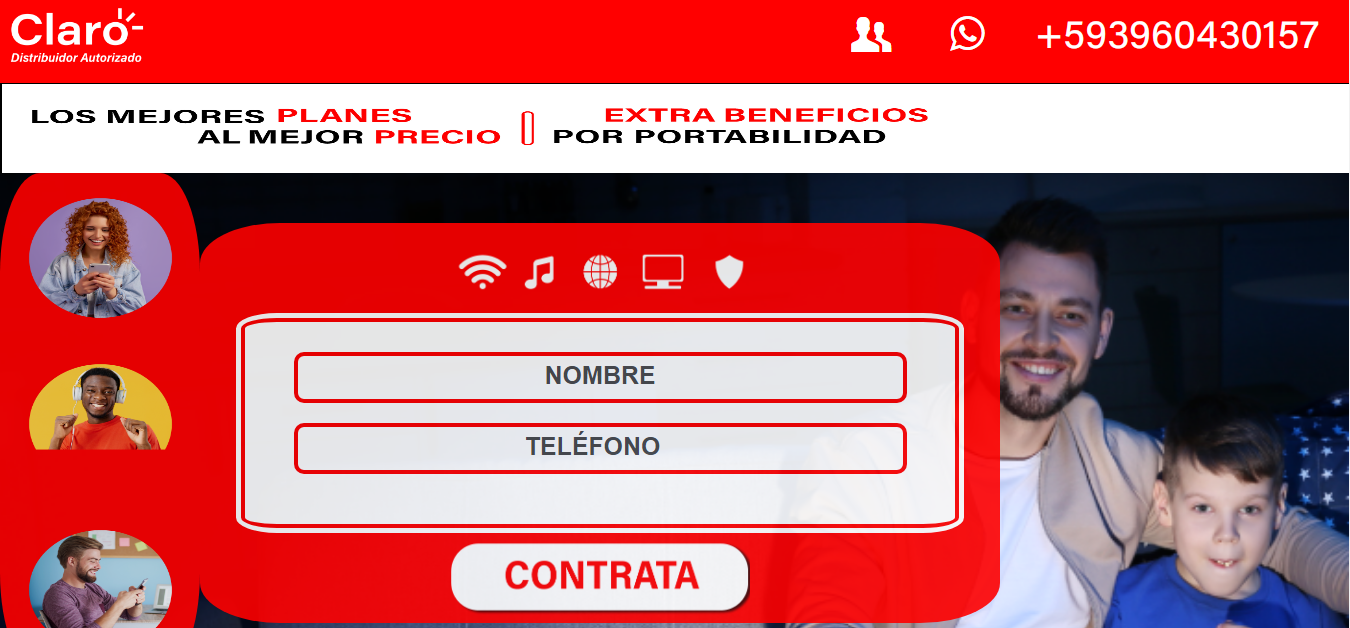 Claro
Distribuidor Autorizado
+593960430157
LOS MEJORES PLANES
AL MEJOR PRECIO
EXTRA BENEFICIOS
POR PORTABILIDAD
NOMBRE
TELÉFONO
CONTRATA